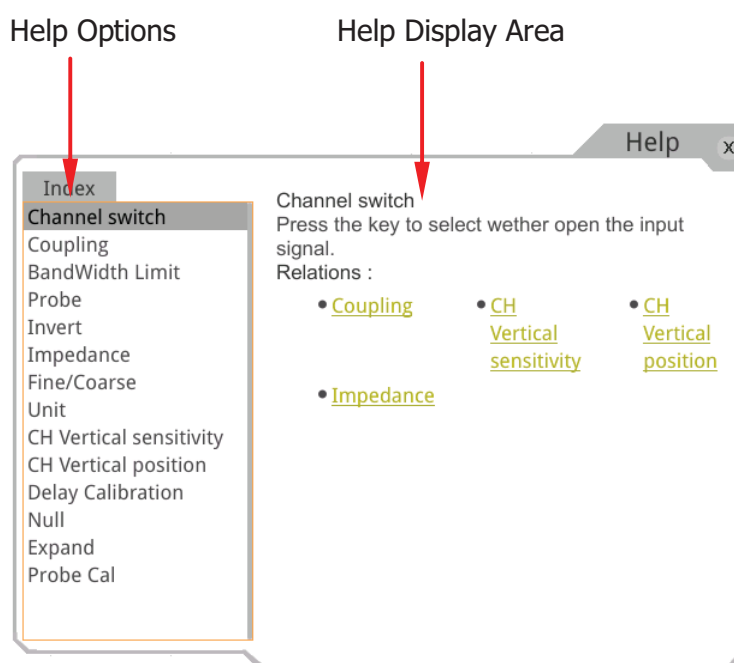 Help Options
Help Display Area
Help
x
Index
Channel switch
Coupling
BandWidth Limit
Probe
Invert
Impedance
Fine/Coarse
Unit
CH Vertical sensitivity
CH Vertical position
Delay Calibration
Null
Expand
Probe Cal
Channel switch
Press the key to select wether open the input
signal.
Relations :
Coupling
CH
Vertical
sensitivity
CH
Vertical
position
Impedance